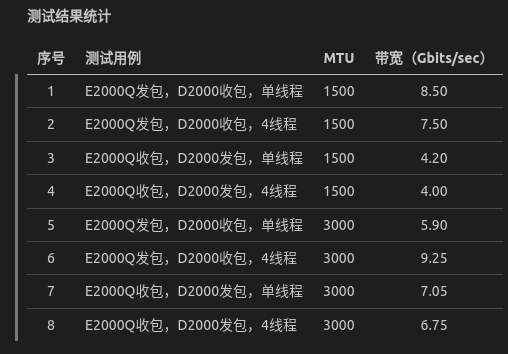 测试结果统计
序号 测试用例 MTU 带宽（Gbits/sec）
1 E2000Q发包，D2000收包，单线程 1500 8.50
2 E2000Q发包，D2000收包，4线程 1500 7.50
3 E2000Q收包，D2000发包，单线程 1500 4.20
4 E2000Q收包，D2000发包，4线程 1500 4.00
5 E2000Q发包，D2000收包，单线程 3000 5.90
6 E2000Q发包，D2000收包，4线程 3000 9.25
7 E2000Q收包，D2000发包，单线程 3000 7.05
8 E2000Q收包，D2000发包，4线程 3000 6.75